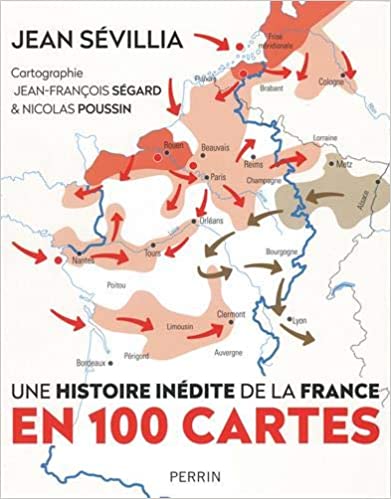 JEAN SÉVILLIA
Cartographie
JEAN-FRANÇOIS SÉGARD
& NICOLAS POUSSIN
Frise
méridionale
Flandre
Brabant
Cologne
Rouen
Beauvais
Reims
Lorraine
Metz
Paris
Champagne
Alsace
Orléans
Loire
Nantes
Tours
Bourgogne
Poitou
Limousin
Clermont
Lyon
Bordeaux
Périgord
Auvergne
UNE HISTOIRE INÉDITE DE LA FRANCE
EN 100 CARTES
PERRIN